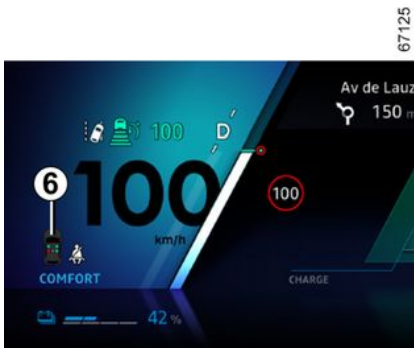 67125
Av de Lauz
150 m
100
D
100
km/h
100
6
COMFORT
CHARGE
42 %